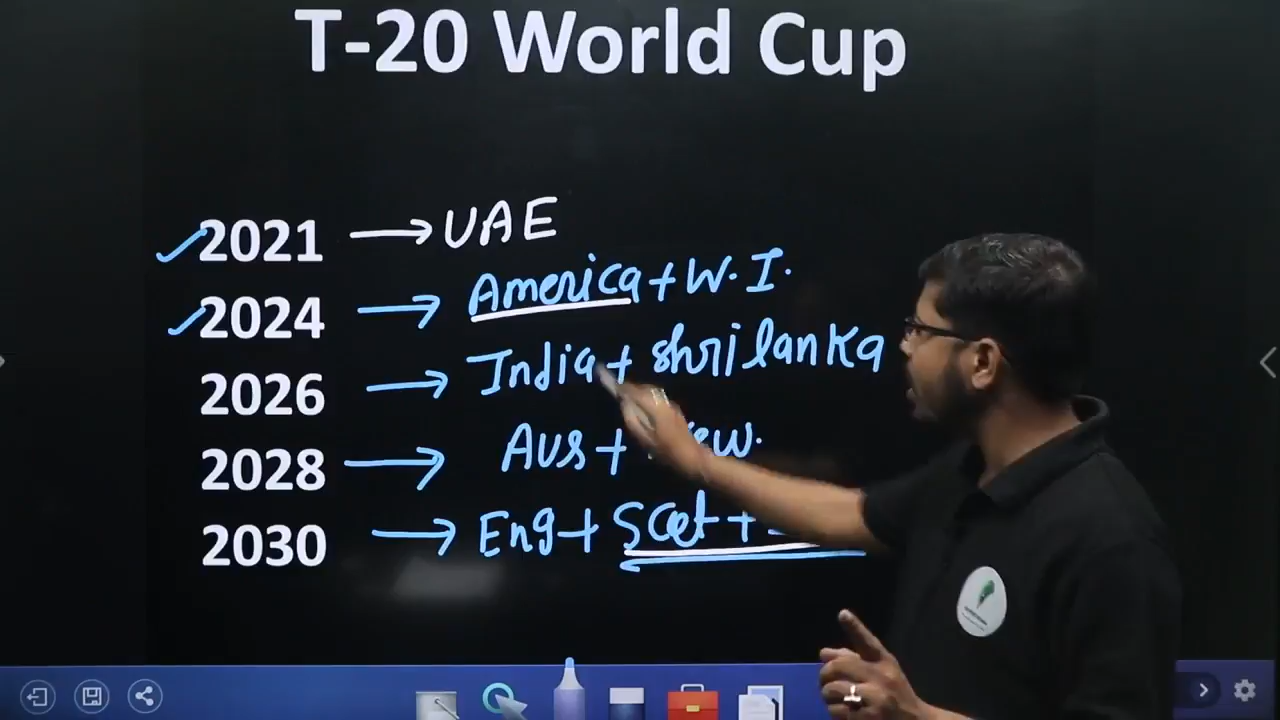 T-20 World Cup
2021 → UAE
2024 → America + W.I.
2026 → India + Shrilanka
2028 → Aus +
2030 → Eng + Scot +